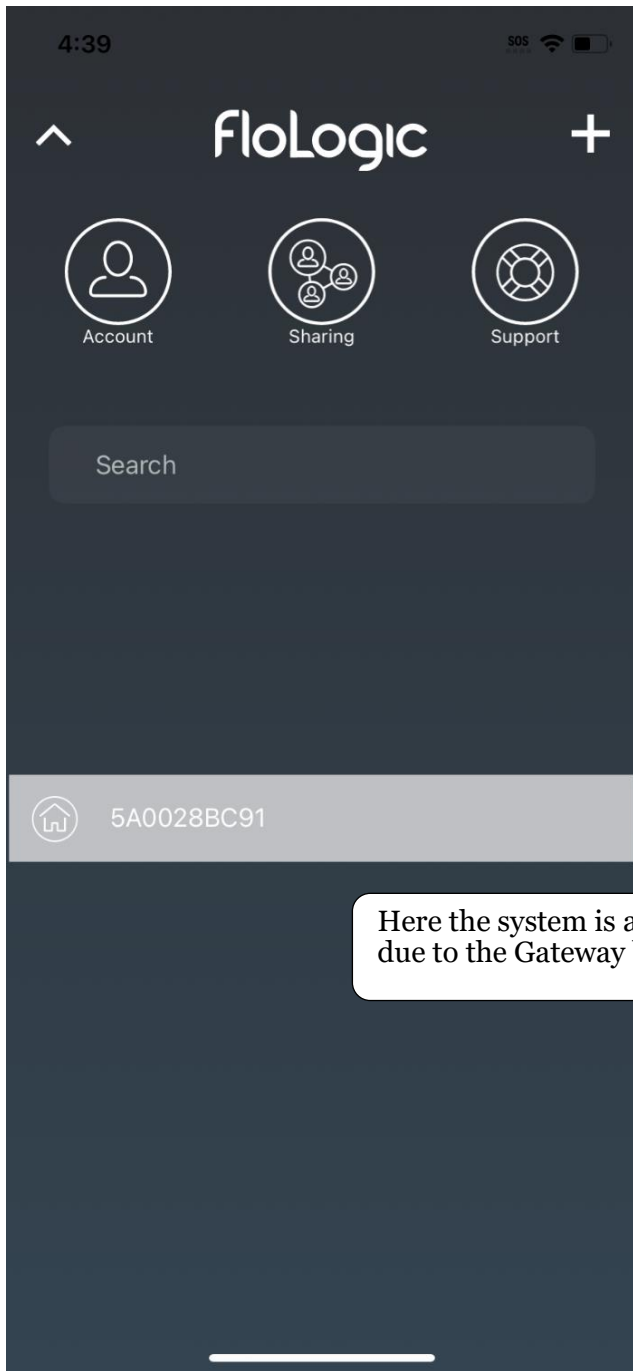 4:39
SOS
FloLogic
Account
Sharing
Support
Search
5A0028BC91
Here the system is a
due to the Gateway